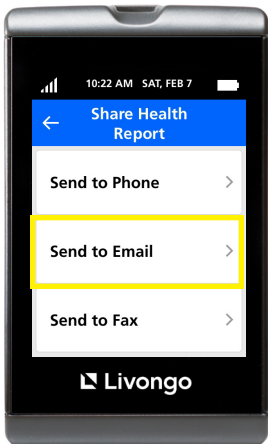 10:22 AM SAT, FEB 7
Share Health
Report
Send to Phone
Send to Email
Send to Fax
Livongo